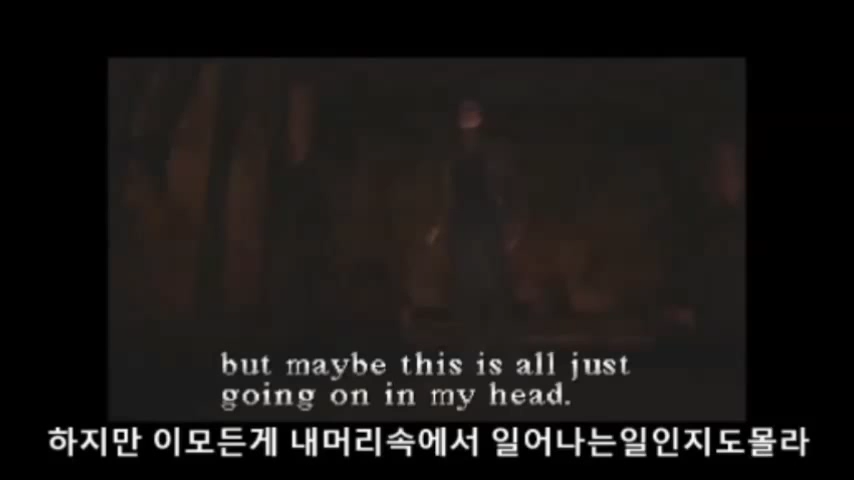 but maybe this is all just
going on in my head.
하지만 이모든게 내머리속에서 일어나는일인지도몰라